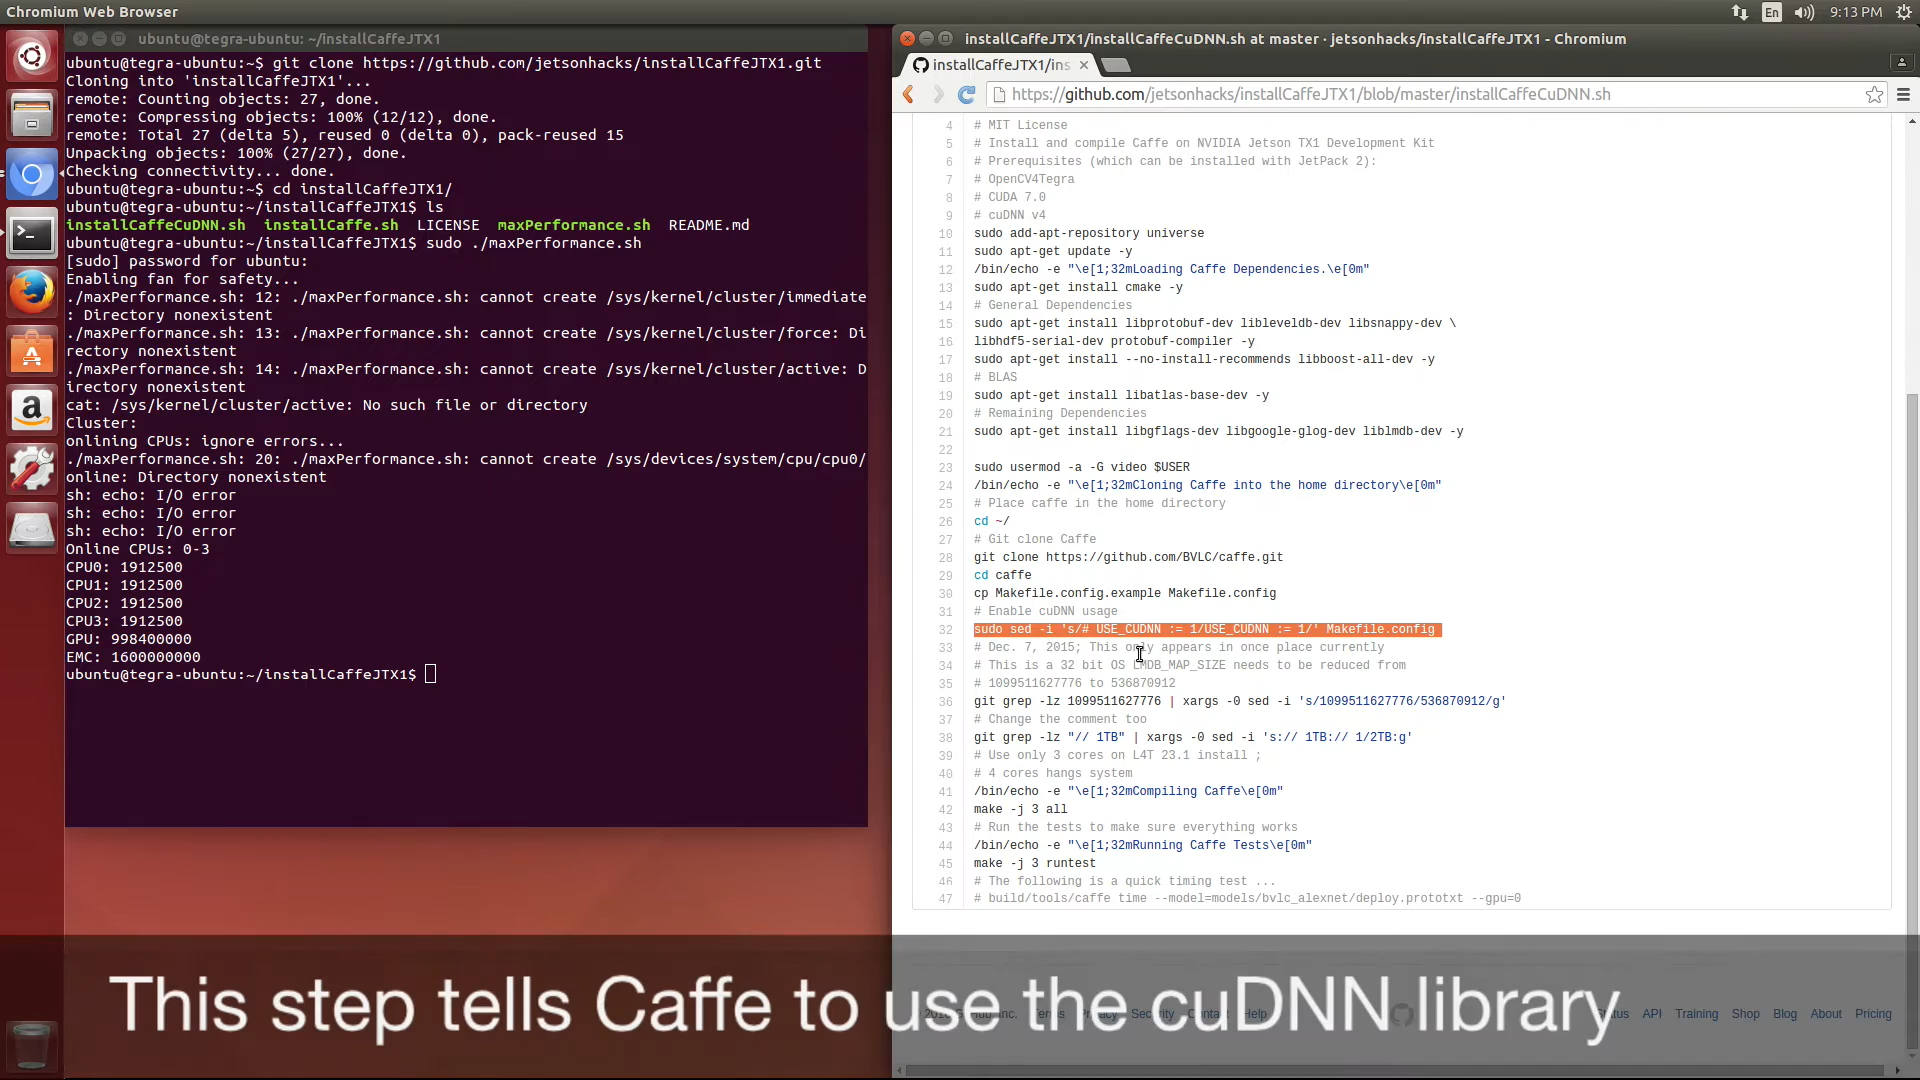 Chromium Web Browser
En
9:13 PM
ubuntu@tegra-ubuntu: ~/installCaffeJTX1
ubuntu@tegra-ubuntu:~$ git clone https://github.com/jetsonhacks/installCaffeJTX1.git
Cloning into 'installCaffeJTX1'...
remote: Counting objects: 27, done.
remote: Compressing objects: 100% (12/12), done.
remote: Total 27 (delta 5), reused 0 (delta 0), pack-reused 15
Unpacking objects: 100% (27/27), done.
Checking connectivity... done.
ubuntu@tegra-ubuntu:~$ cd installCaffeJTX1/
ubuntu@tegra-ubuntu:~/installCaffeJTX1$ ls
installCaffeCuDNN.sh installCaffe.sh LICENSE maxPerformance.sh README.md
ubuntu@tegra-ubuntu:~/installCaffeJTX1$ sudo ./maxPerformance.sh
[sudo] password for ubuntu:
Enabling fan for safety...
./maxPerformance.sh: 12: ./maxPerformance.sh: cannot create /sys/kernel/cluster/immediate
: Directory nonexistent
./maxPerformance.sh: 13: ./maxPerformance.sh: cannot create /sys/kernel/cluster/force: Di
rectory nonexistent
./maxPerformance.sh: 14: ./maxPerformance.sh: cannot create /sys/kernel/cluster/active: D
irectory nonexistent
cat: /sys/kernel/cluster/active: No such file or directory
Cluster:
onlining CPUs: ignore errors...
./maxPerformance.sh: 20: ./maxPerformance.sh: cannot create /sys/devices/system/cpu/cpu0/
online: Directory nonexistent
sh: echo: I/O error
sh: echo: I/O error
sh: echo: I/O error
Online CPUs: 0-3
CPU0: 1912500
CPU1: 1912500
CPU2: 1912500
CPU3: 1912500
GPU: 998400000
EMC: 1600000000
ubuntu@tegra-ubuntu:~/installCaffeJTX1$
installCaffeJTX1/installCaffeCuDNN.sh at master · jetsonhacks/installCaffeJTX1 - Chromium
installCaffeJTX1/ins
https://github.com/jetsonhacks/installCaffeJTX1/blob/master/installCaffeCuDNN.sh
4 # MIT License
5 # Install and compile Caffe on NVIDIA Jetson TX1 Development Kit
6 # Prerequisites (which can be installed with JetPack 2):
7 # OpenCV4Tegra
8 # CUDA 7.0
9 # cuDNN v4
10 sudo add-apt-repository universe
11 sudo apt-get update -y
12 /bin/echo -e "\e[1;32mLoading Caffe Dependencies.\e[0m"
13 sudo apt-get install cmake -y
14 # General Dependencies
15 sudo apt-get install libprotobuf-dev libleveldb-dev libsnappy-dev \
16 libhdf5-serial-dev protobuf-compiler -y
17 sudo apt-get install --no-install-recommends libboost-all-dev -y
18 # BLAS
19 sudo apt-get install libatlas-base-dev -y
20 # Remaining Dependencies
21 sudo apt-get install libgflags-dev libgoogle-glog-dev liblmdb-dev -y
22
23 sudo usermod -a -G video $USER
24 /bin/echo -e "\e[1;32mCloning Caffe into the home directory\e[0m"
25 # Place caffe in the home directory
26 cd ~/
27 # Git clone Caffe
28 git clone https://github.com/BVLC/caffe.git
29 cd caffe
30 cp Makefile.config.example Makefile.config
31 # Enable cuDNN usage
32 sudo sed -i 's/# USE_CUDNN := 1/USE_CUDNN := 1/' Makefile.config
33 # Dec. 7, 2015; This only appears in once place currently
34 # This is a 32 bit OS LMDB_MAP_SIZE needs to be reduced from
35 # 1099511627776 to 536870912
36 git grep -lz 1099511627776 | xargs -0 sed -i 's/1099511627776/536870912/g'
37 # Change the comment too
38 git grep -lz "// 1TB" | xargs -0 sed -i 's:// 1TB:// 1/2TB:g'
39 # Use only 3 cores on L4T 23.1 install ;
40 # 4 cores hangs system
41 /bin/echo -e "\e[1;32mCompiling Caffe\e[0m"
42 make -j 3 all
43 # Run the tests to make sure everything works
44 /bin/echo -e "\e[1;32mRunning Caffe Tests\e[0m"
45 make -j 3 runtest
46 # The following is a quick timing test ...
47 # build/tools/caffe time --model=models/bvlc_alexnet/deploy.prototxt --gpu=0
This step tells Caffe to use the cuDNN library
Terms Privacy Security Contact Help
Status API Training Shop Blog About Pricing